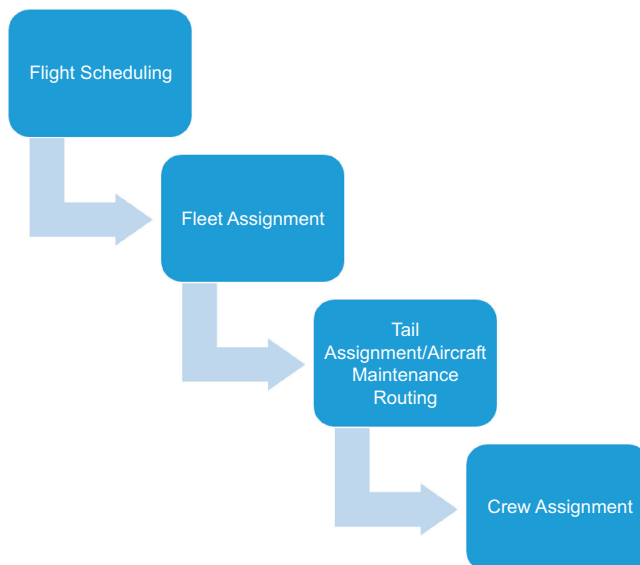 Flight Scheduling
Fleet Assignment
Tail
Assignment/Aircraft
Maintenance
Routing
Crew Assignment